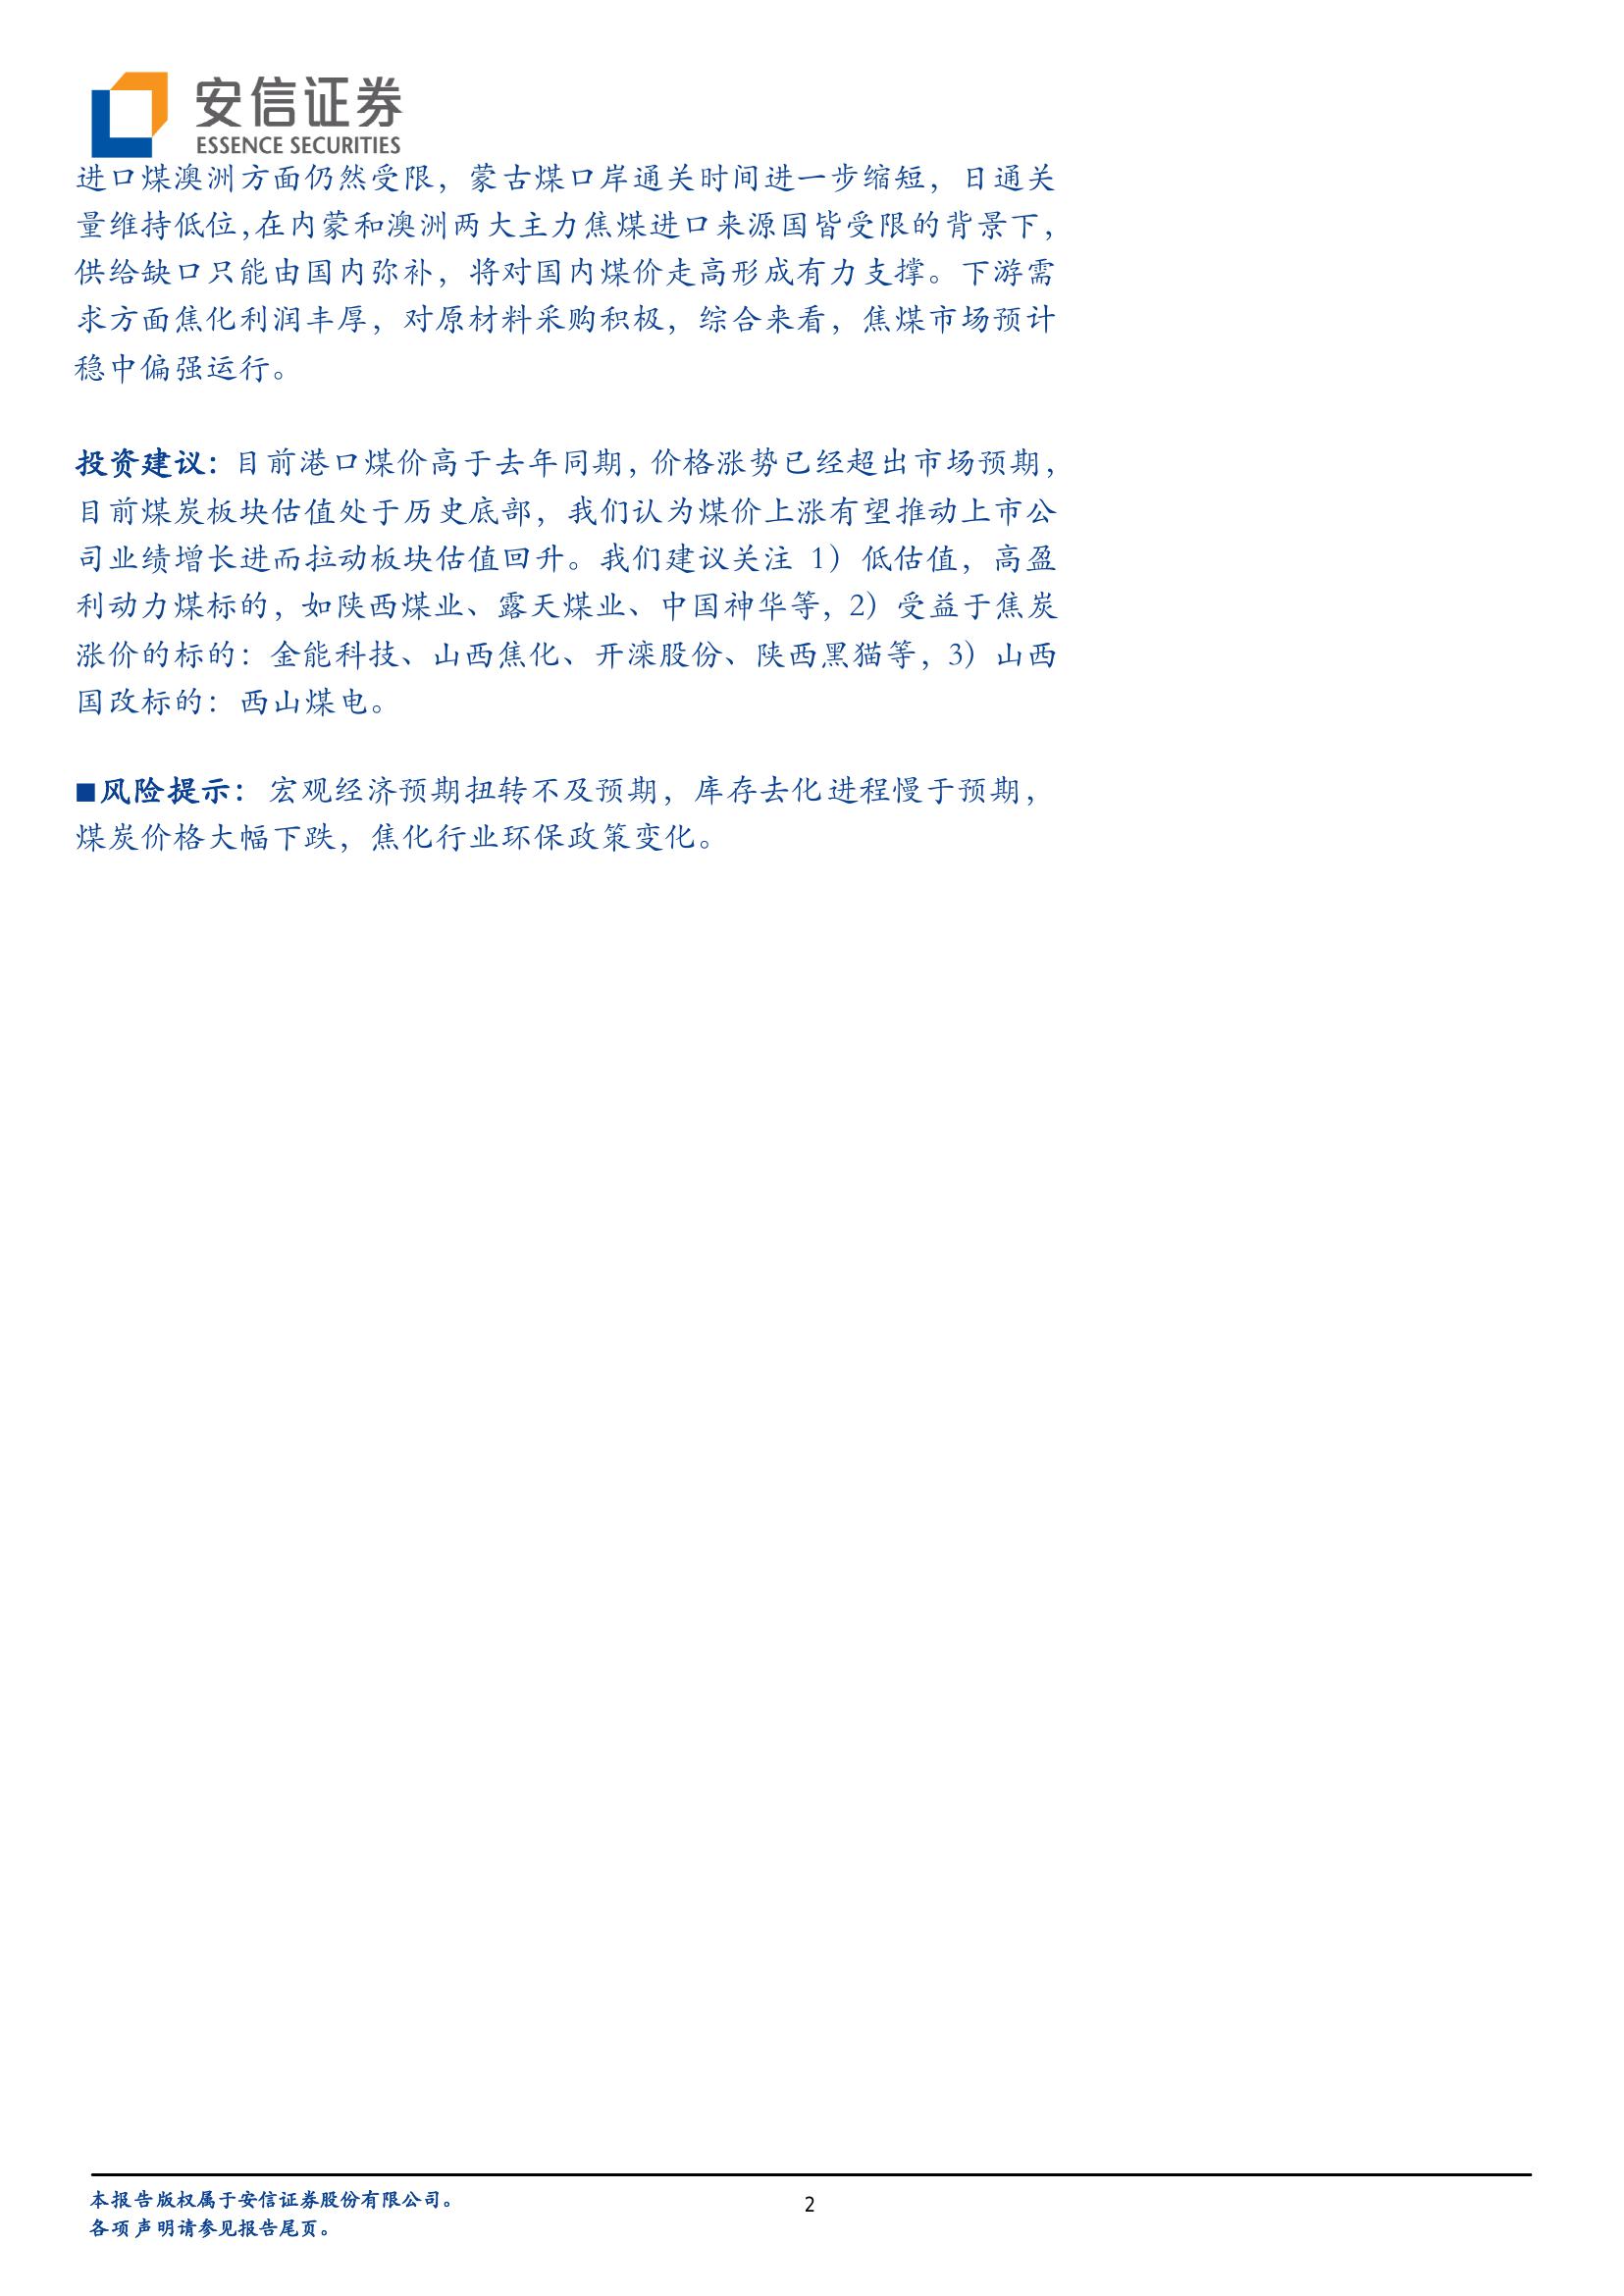 安信证券
ESSENCE SECURITIES
进口煤澳洲方面仍然受限，蒙古煤口岸通关时间进一步缩短，日通关
量维持低位，在内蒙和澳洲两大主力焦煤进口来源国皆受限的背景下，
供给缺口只能由国内弥补，将对国内煤价走高形成有力支撑。下游需
求方面焦化利润丰厚，对原材料采购积极，综合来看，焦煤市场预计
稳中偏强运行。
投资建议：目前港口煤价高于去年同期，价格涨势已经超出市场预期，
目前煤炭板块估值处于历史底部，我们认为煤价上涨有望推动上市公
司业绩增长进而拉动板块估值回升。我们建议关注 1）低估值，高盈
利动力煤标的，如陕西煤业、露天煤业、中国神华等，2）受益于焦炭
涨价的标的：金能科技、山西焦化、开滦股份、陕西黑猫等，3）山西
国改标的：西山煤电。
■风险提示：宏观经济预期扭转不及预期，库存去化进程慢于预期，
煤炭价格大幅下跌，焦化行业环保政策变化。
本报告版权属于安信证券股份有限公司。
2
各项声明请参见报告尾页。